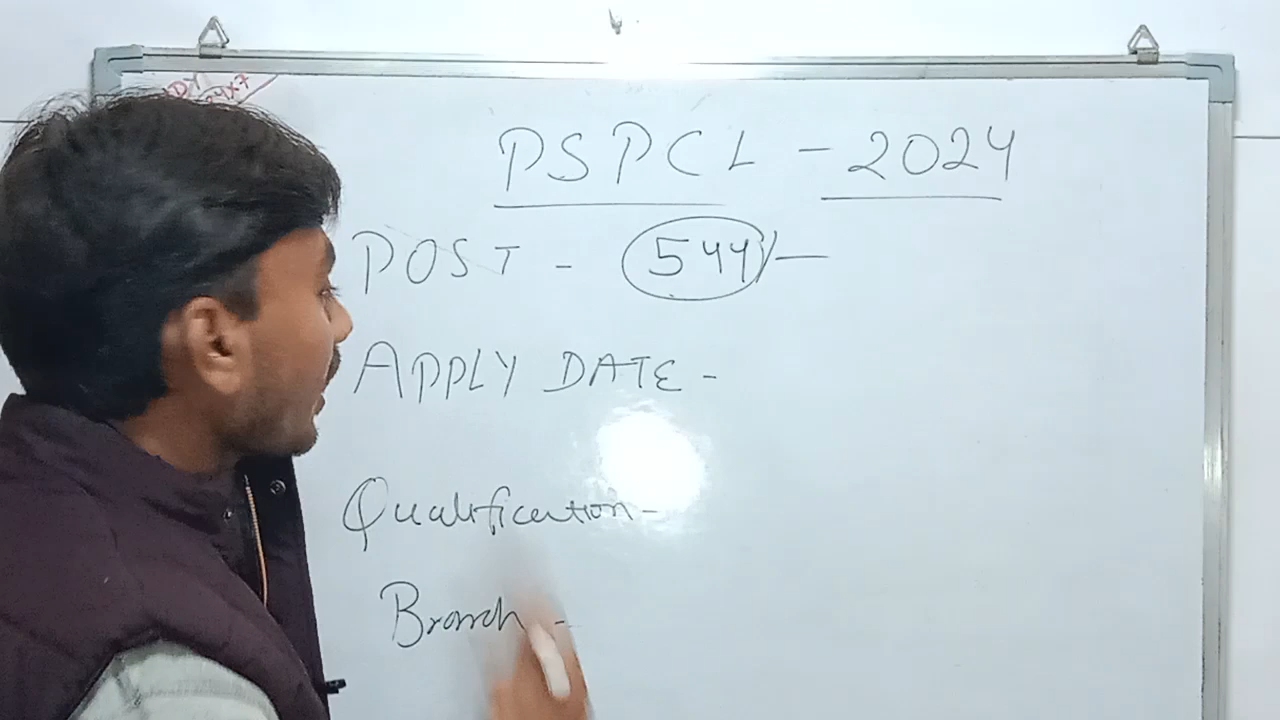 PSPCL - 2024
POST - 544/-
APPLY DATE -
Qualification -
Branch -